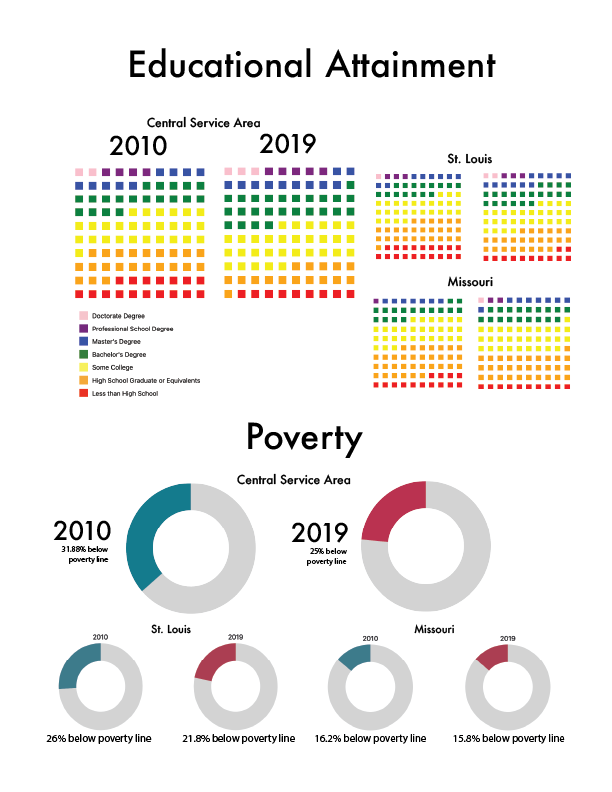 Educational Attainment
Central Service Area
2010
2019
St. Louis
Missouri
Doctorate Degree
Professional School Degree
Master's Degree
Bachelor's Degree
Some College
High School Graduate or Equivalents
Less than High School
Poverty
Central Service Area
2010
31.88% below
poverty line
2019
25% below
poverty line
St. Louis
Missouri
2010
2019
2010
2019
26% below poverty line
21.8% below poverty line
16.2% below poverty line
15.8% below poverty line